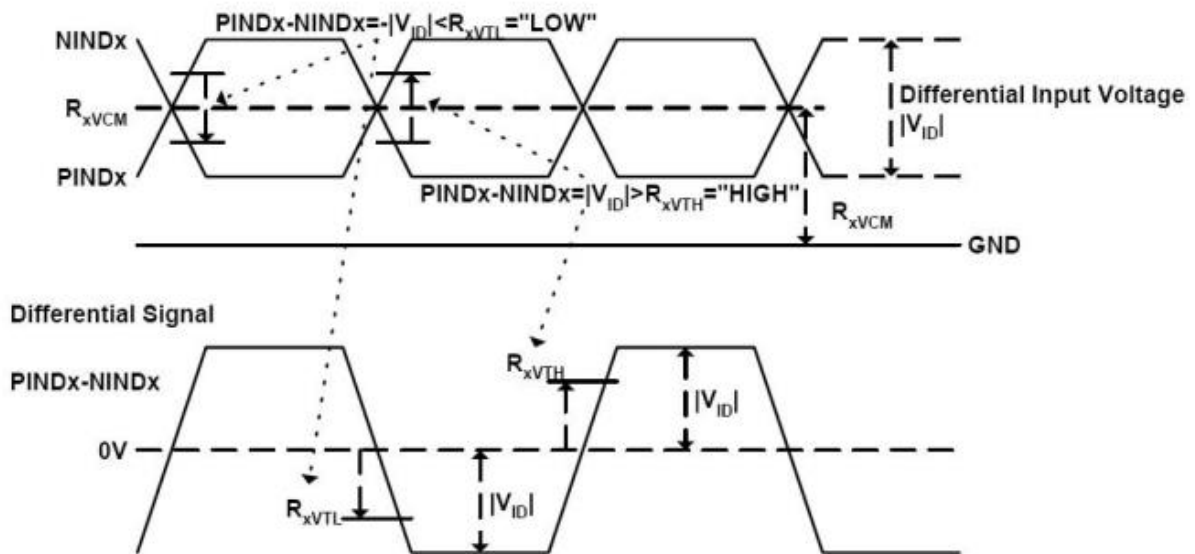 PINDx-NINDx=-|VID|<RxVTL="LOW"
NINDx
RxVCM
PINDx
Differential Input Voltage
|VID|
PINDx-NINDx=|VID|>RxVTH="HIGH"
RxVCM
GND
Differential Signal
PINDx-NINDx
RxVTH
|VID|
0V
RxVTL
|VID|